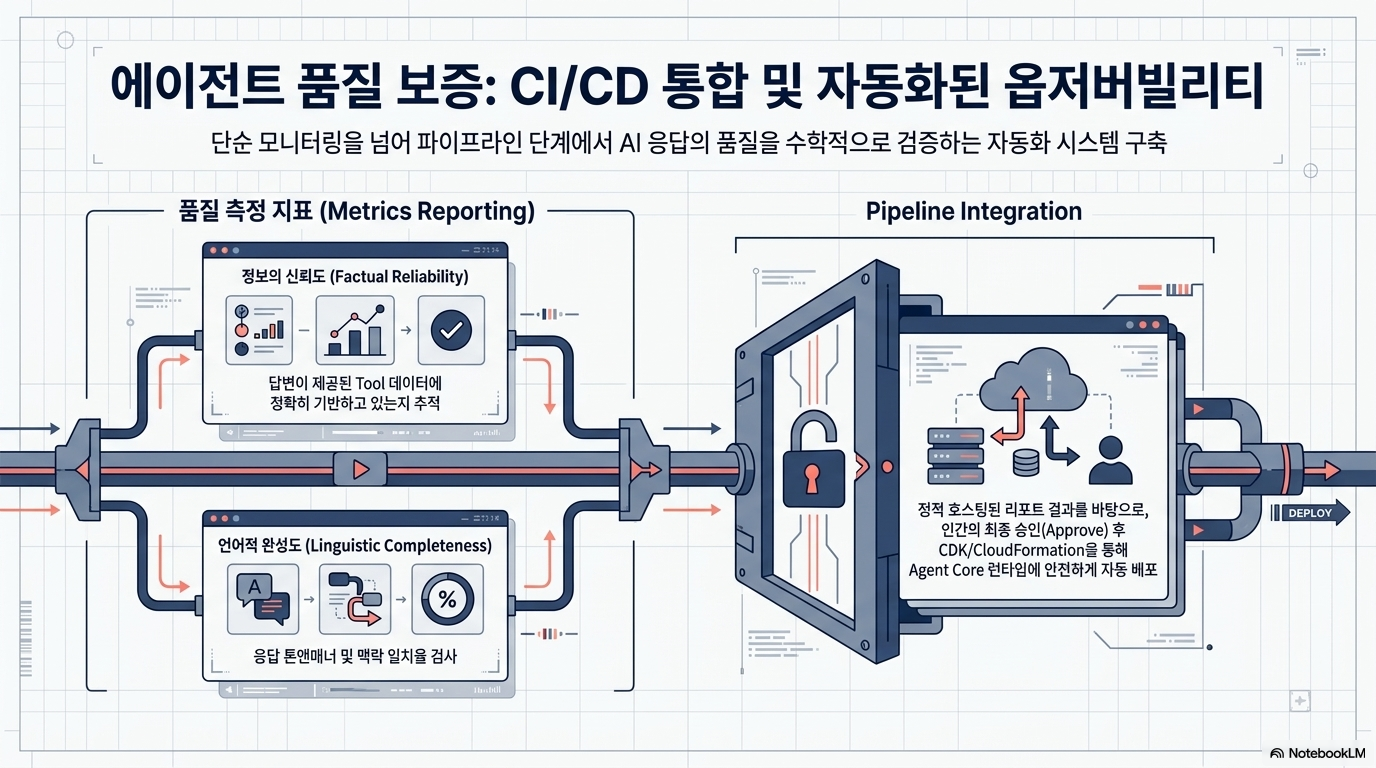 에이전트 품질 보증: CI/CD 통합 및 자동화된 옵저버빌리티
단순 모니터링을 넘어 파이프라인 단계에서 AI 응답의 품질을 수학적으로 검증하는 자동화 시스템 구축
품질 측정 지표 (Metrics Reporting)
정보의 신뢰도 (Factual Reliability)
답변이 제공된 Tool 데이터에
정확히 기반하고 있는지 추적
언어적 완성도 (Linguistic Completeness)
A
%
응답 톤앤매너 및 맥락 일치율 검사
Pipeline Integration
정적 호스팅된 리포트 결과를 바탕으로,
인간의 최종 승인(Approve) 후
CDK/CloudFormation을 통해
Agent Core 런타임에 안전하게 자동 배포
DEPLOY
NotebookLM